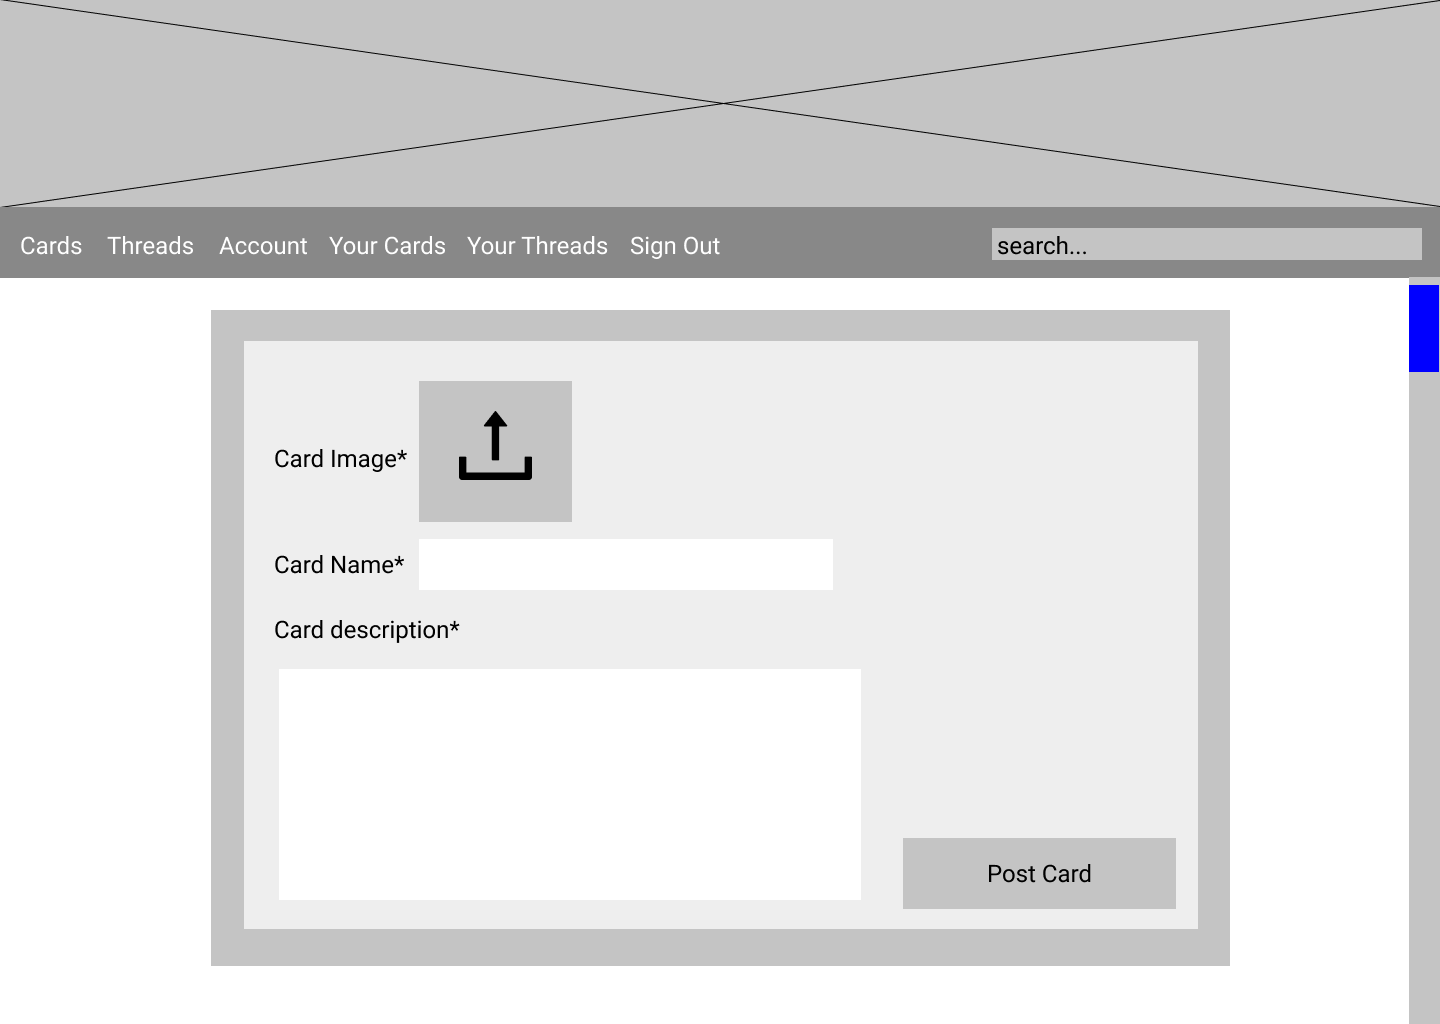 Cards Threads Account Your Cards Your Threads Sign Out search...
Card Image*
Card Name*
Card description*
Post Card